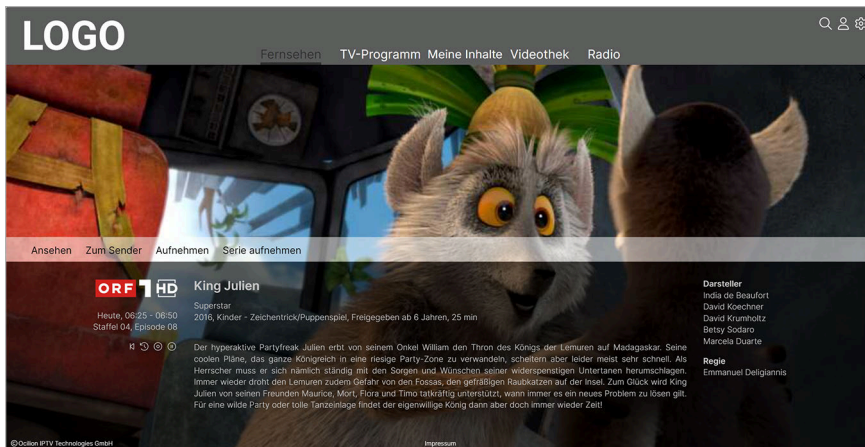 LOGO
Fernsehen TV-Programm Meine Inhalte Videothek Radio
Ansehen Zum Sender Aufnehmen Serie aufnehmen
ORF 1 HD
Heute, 06:25 - 06:50
Staffel 04, Episode 08
King Julien
Superstar
2016, Kinder - Zeichentrick/Puppenspiel, Freigegeben ab 6 Jahren, 25 min
Der hyperaktive Partyfreak Julien erbt von seinem Onkel William den Thron des Königs der Lemuren auf Madagaskar. Seine
coolen Pläne, das ganze Königreich in eine riesige Party-Zone zu verwandeln, scheitern aber leider meist sehr schnell. Als
Herrscher muss er sich nämlich ständig mit den Sorgen und Wünschen seiner widerspenstigen Untertanen herumschlagen.
Immer wieder droht den Lemuren zudem Gefahr von den Fossas, den gefräßigen Raubkatzen auf der Insel. Zum Glück wird King
Julien von seinen Freunden Maurice, Mort, Flora und Timo tatkräftig unterstützt, wann immer es ein neues Problem zu lösen gilt.
Für eine wilde Party oder tolle Tanzeinlage findet der eigenwillige König dann aber doch immer wieder Zeit!
Darsteller
India de Beaufort
David Koechner
David Krumholtz
Betsy Sodaro
Marcela Duarte
Regie
Emmanuel Deligiannis
©Ocilion IPTV Technologies GmbH
Impressum